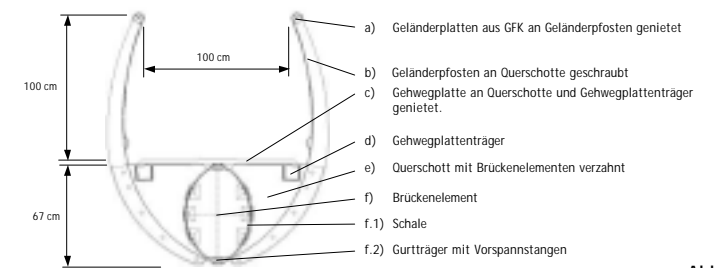 a) Geländerplatten aus GFK an Geländerpfosten genietet
100 cm
b) Geländerpfosten an Querschotte geschraubt
100 cm
c) Gehwegplatte an Querschotte und Gehwegplattenträger
genietet.
d) Gehwegplattenträger
e) Querschott mit Brückenelementen verzahnt
f) Brückenelement
67 cm
f.1) Schale
f.2) Gurtträger mit Vorspannstangen